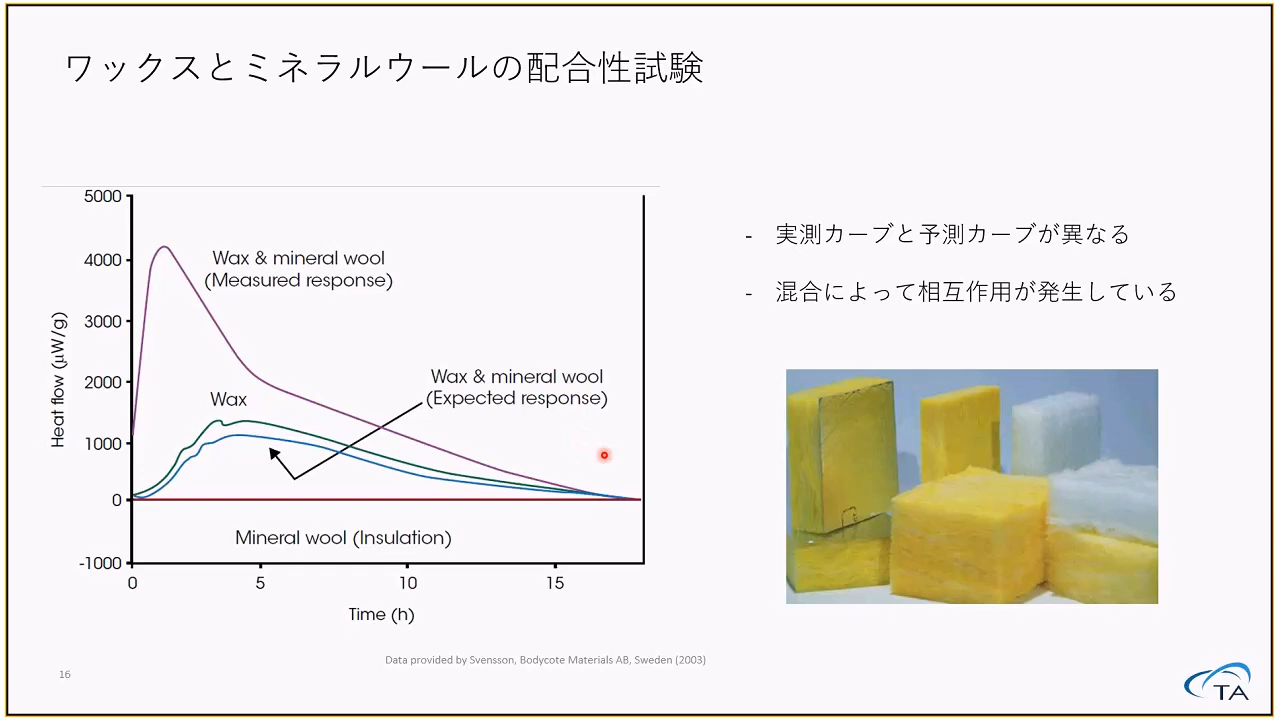 ワックスとミネラルウールの配合性試験
5000
4000
3000
2000
1000
0
-1000
Heat flow (μW/g)
Wax & mineral wool
(Measured response)
Wax & mineral wool
(Expected response)
Wax
Mineral wool (Insulation)
0 5 10 15
Time (h)
- 実測カーブと予測カーブが異なる
- 混合によって相互作用が発生している
Data provided by Svensson, Bodycote Materials AB, Sweden (2003)
16
TA